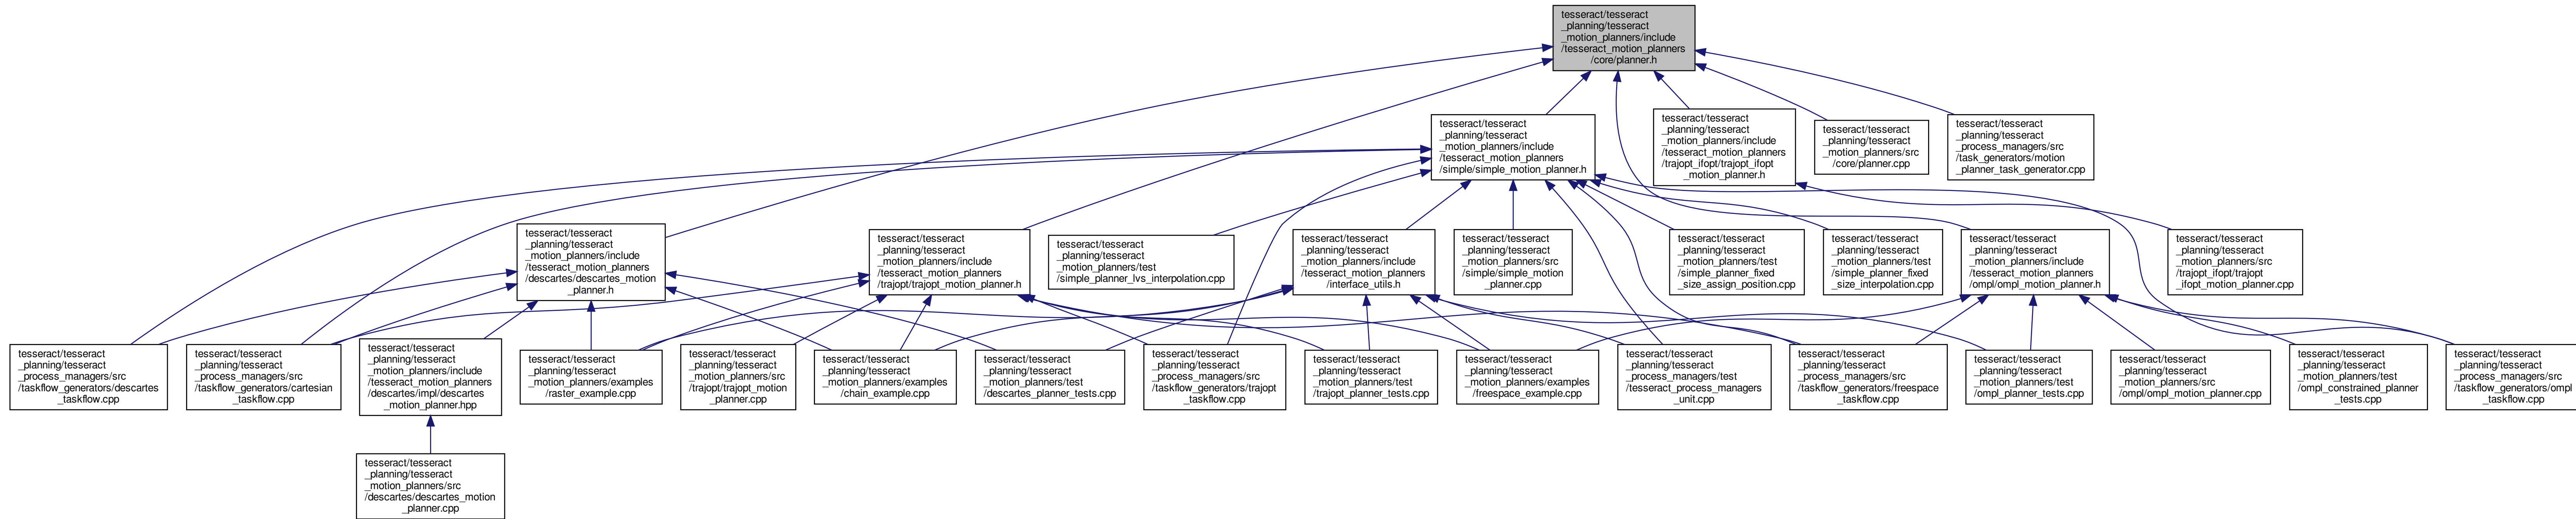 tesseract/tesseract
_planning/tesseract
_motion_planners/include
/tesseract_motion_planners
/core/planner.h
tesseract/tesseract
_planning/tesseract
_motion_planners/include
/tesseract_motion_planners
/simple/simple_motion_planner.h
tesseract/tesseract
_planning/tesseract
_motion_planners/include
/tesseract_motion_planners
/trajopt_ifopt/trajopt_ifopt
_motion_planner.h
tesseract/tesseract
_planning/tesseract
_motion_planners/src
/core/planner.cpp
tesseract/tesseract
_planning/tesseract
_process_managers/src
/task_generators/motion
_planner_task_generator.cpp
tesseract/tesseract
_planning/tesseract
_motion_planners/include
/tesseract_motion_planners
/descartes/descartes_motion
_planner.h
tesseract/tesseract
_planning/tesseract
_motion_planners/include
/tesseract_motion_planners
/trajopt/trajopt_motion_planner.h
tesseract/tesseract
_planning/tesseract
_motion_planners/test
/simple_planner_lvs_interpolation.cpp
tesseract/tesseract
_planning/tesseract
_motion_planners/include
/tesseract_motion_planners
/interface_utils.h
tesseract/tesseract
_planning/tesseract
_motion_planners/src
/simple/simple_motion
_planner.cpp
tesseract/tesseract
_planning/tesseract
_motion_planners/test
/simple_planner_fixed
_size_assign_position.cpp
tesseract/tesseract
_planning/tesseract
_motion_planners/test
/simple_planner_fixed
_size_interpolation.cpp
tesseract/tesseract
_planning/tesseract
_motion_planners/include
/tesseract_motion_planners
/ompl/ompl_motion_planner.h
tesseract/tesseract
_planning/tesseract
_motion_planners/src
/trajopt_ifopt/trajopt
_ifopt_motion_planner.cpp
tesseract/tesseract
_planning/tesseract
_process_managers/src
/taskflow_generators/descartes
_taskflow.cpp
tesseract/tesseract
_planning/tesseract
_process_managers/src
/taskflow_generators/cartesian
_taskflow.cpp
tesseract/tesseract
_planning/tesseract
_motion_planners/include
/tesseract_motion_planners
/descartes/impl/descartes
_motion_planner.hpp
tesseract/tesseract
_planning/tesseract
_motion_planners/examples
/raster_example.cpp
tesseract/tesseract
_planning/tesseract
_motion_planners/src
/trajopt/trajopt_motion
_planner.cpp
tesseract/tesseract
_planning/tesseract
_motion_planners/examples
/chain_example.cpp
tesseract/tesseract
_planning/tesseract
_motion_planners/test
/descartes_planner_tests.cpp
tesseract/tesseract
_planning/tesseract
_process_managers/src
/taskflow_generators/trajopt
_taskflow.cpp
tesseract/tesseract
_planning/tesseract
_motion_planners/test
/trajopt_planner_tests.cpp
tesseract/tesseract
_planning/tesseract
_motion_planners/examples
/freespace_example.cpp
tesseract/tesseract
_planning/tesseract
_process_managers/test
/tesseract_process_managers
_unit.cpp
tesseract/tesseract
_planning/tesseract
_process_managers/src
/taskflow_generators/freespace
_taskflow.cpp
tesseract/tesseract
_planning/tesseract
_motion_planners/test
/ompl_planner_tests.cpp
tesseract/tesseract
_planning/tesseract
_motion_planners/src
/ompl/ompl_motion_planner.cpp
tesseract/tesseract
_planning/tesseract
_motion_planners/test
/ompl_constrained_planner
_tests.cpp
tesseract/tesseract
_planning/tesseract
_process_managers/src
/taskflow_generators/ompl
_taskflow.cpp
tesseract/tesseract
_planning/tesseract
_motion_planners/src
/descartes/descartes_motion
_planner.cpp